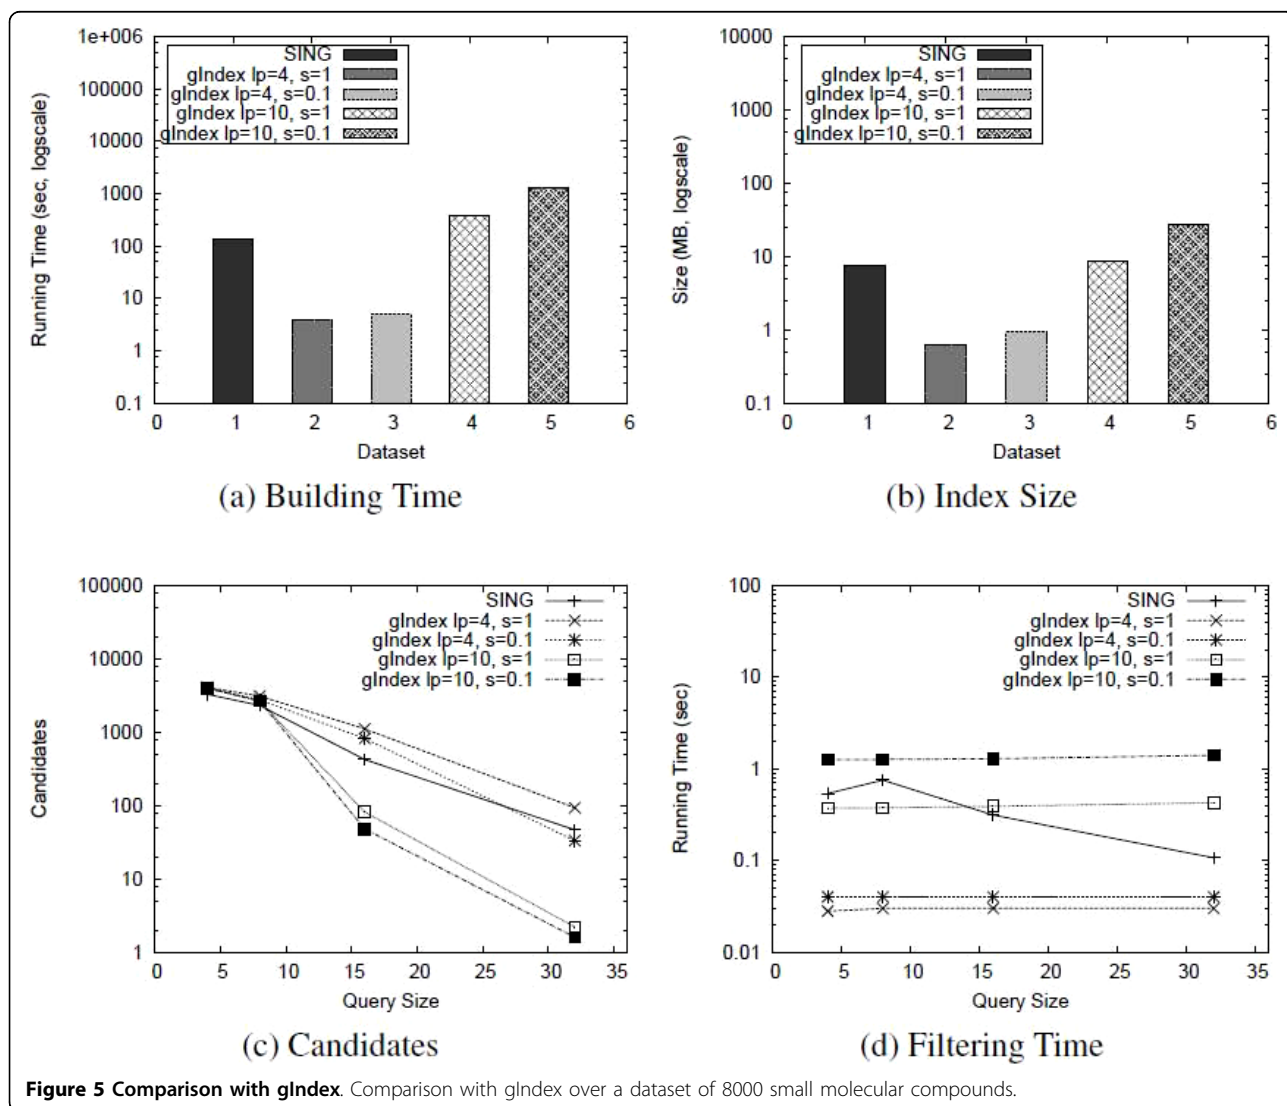 1e+006
100000
10000
1000
100
10
1
0.1
Running Time (sec, logscale)
SING
gIndex lp=4, s=1
gIndex lp=4, s=0.1
gIndex lp=10, s=1
gIndex lp=10, s=0.1
0 1 2 3 4 5 6
Dataset
(a) Building Time
10000
1000
100
10
1
0.1
Size (MB, logscale)
SING
gIndex lp=4, s=1
gIndex lp=4, s=0.1
gIndex lp=10, s=1
gIndex lp=10, s=0.1
0 1 2 3 4 5 6
Dataset
(b) Index Size
100000
10000
1000
100
10
1
Candidates
SING
gIndex lp=4, s=1
gIndex lp=4, s=0.1
gIndex lp=10, s=1
gIndex lp=10, s=0.1
0 5 10 15 20 25 30 35
Query Size
(c) Candidates
100
10
1
0.1
0.01
Running Time (sec)
SING
gIndex lp=4, s=1
gIndex lp=4, s=0.1
gIndex lp=10, s=1
gIndex lp=10, s=0.1
0 5 10 15 20 25 30 35
Query Size
(d) Filtering Time
Figure 5 Comparison with gIndex. Comparison with gIndex over a dataset of 8000 small molecular compounds.